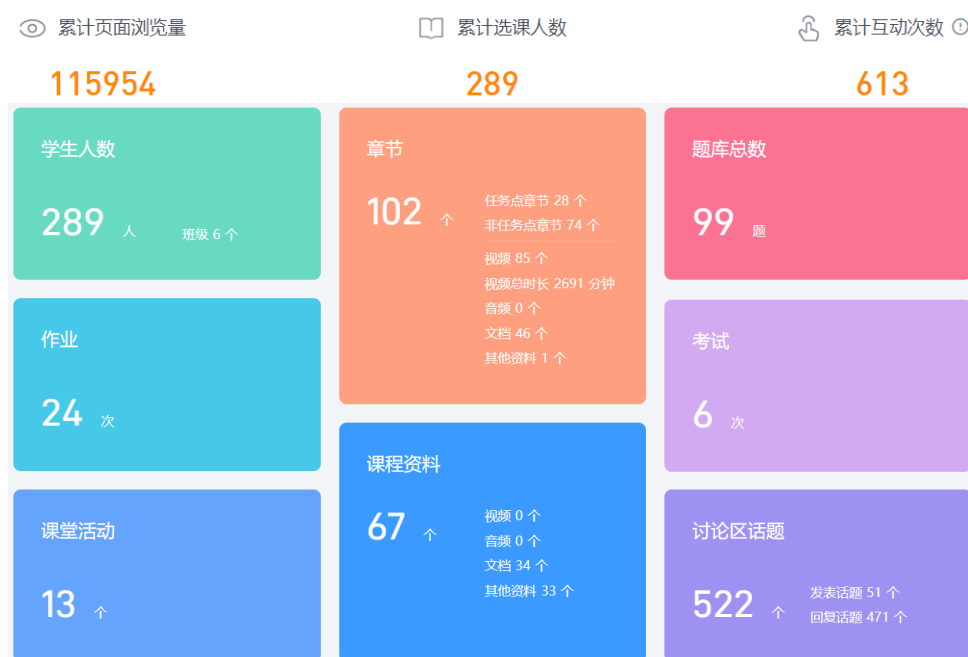 累计页面浏览量
115954
累计选课人数
289
累计互动次数
613
学生人数
289 人 班级 6 个
章节
102 个
任务点章节 28 个
非任务点章节 74 个
视频 85 个
视频总时长 2691 分钟
音频 0 个
文档 46 个
其他资料 1 个
题库总数
99 题
作业
24 次
考试
6 次
课程资料
67 个
视频 0 个
音频 0 个
文档 34 个
其他资料 33 个
课堂活动
13 个
讨论区话题
522 个
发表话题 51 个
回复话题 471 个